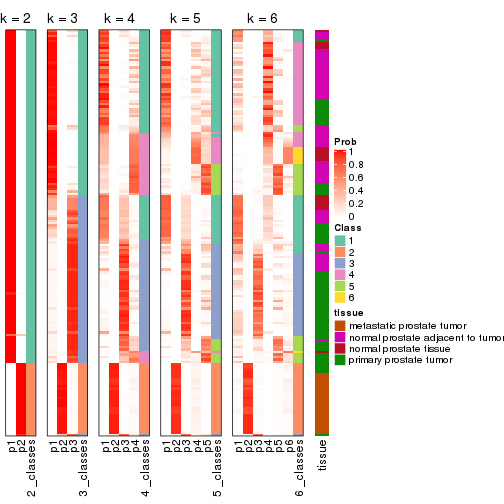 k = 2 k = 3 k = 4 k = 5 k = 6
Prob
1
0.8
0.6
0.4
0.2
0
Class
1
2
3
4
5
6
tissue
metastatic prostate tumor
normal prostate adjacent to tumor
normal prostate tissue
primary prostate tumor
p1 p2 2_classes p1 p2 p3 3_classes p1 p2 p3 p4 4_classes p1 p2 p3 p4 p5 5_classes p1 p2 p3 p4 p5 p6 6_classes tissue